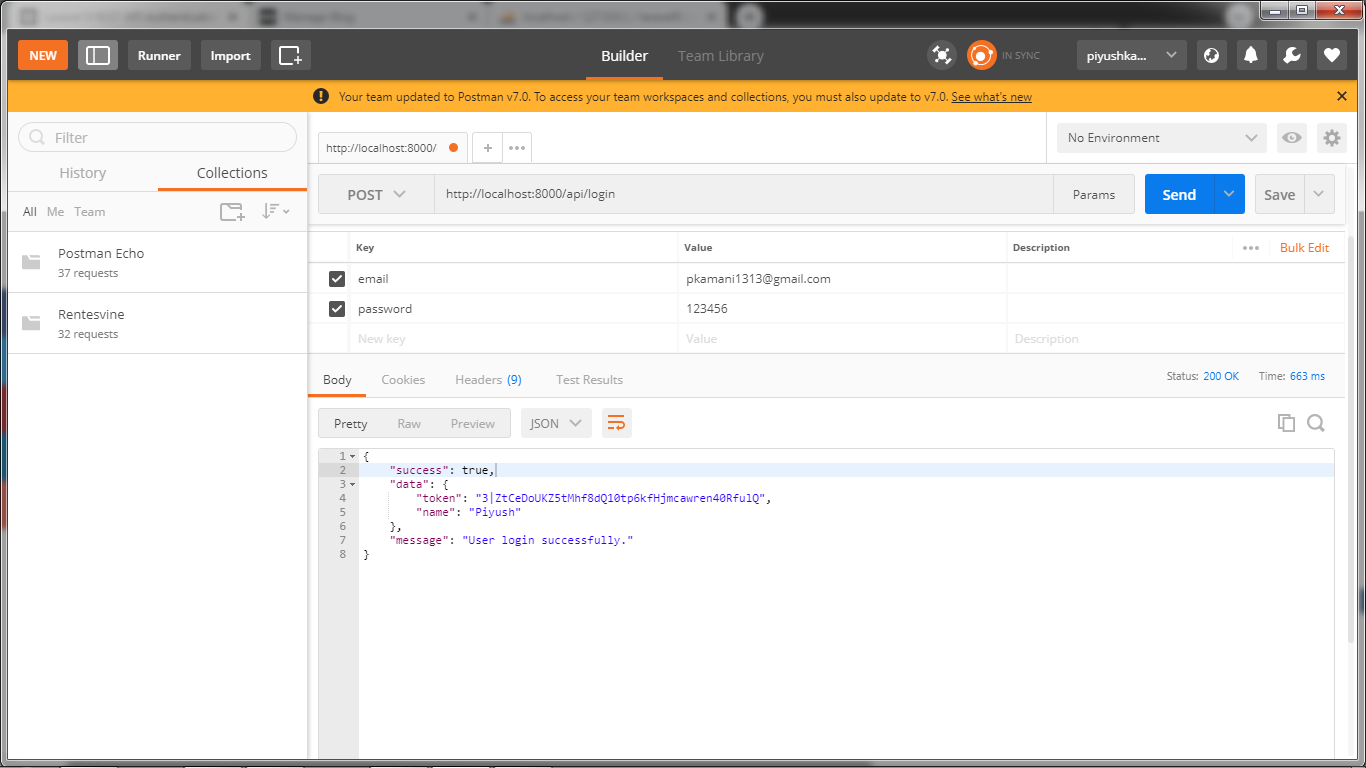 NEW Runner Import Builder Team Library IN SYNC piyushka...
Your team updated to Postman v7.0. To access your team workspaces and collections, you must also update to v7.0. See what's new
Filter
History Collections
All Me Team
Postman Echo
37 requests
Rentesvine
32 requests
http://localhost:8000/ + ••• No Environment
POST http://localhost:8000/api/login Params Send Save
Key Value Description ••• Bulk Edit
email pkamani1313@gmail.com
password 123456
New key Value Description
Body Cookies Headers (9) Test Results Status: 200 OK Time: 663 ms
Pretty Raw Preview JSON
1 {
2 "success": true,
3 "data": {
4 "token": "3|ZtCeDoUKZ5tMhf8dQ10tp6kfHjmcawren40RfulQ",
5 "name": "Piyush"
6 },
7 "message": "User login successfully."
8 }